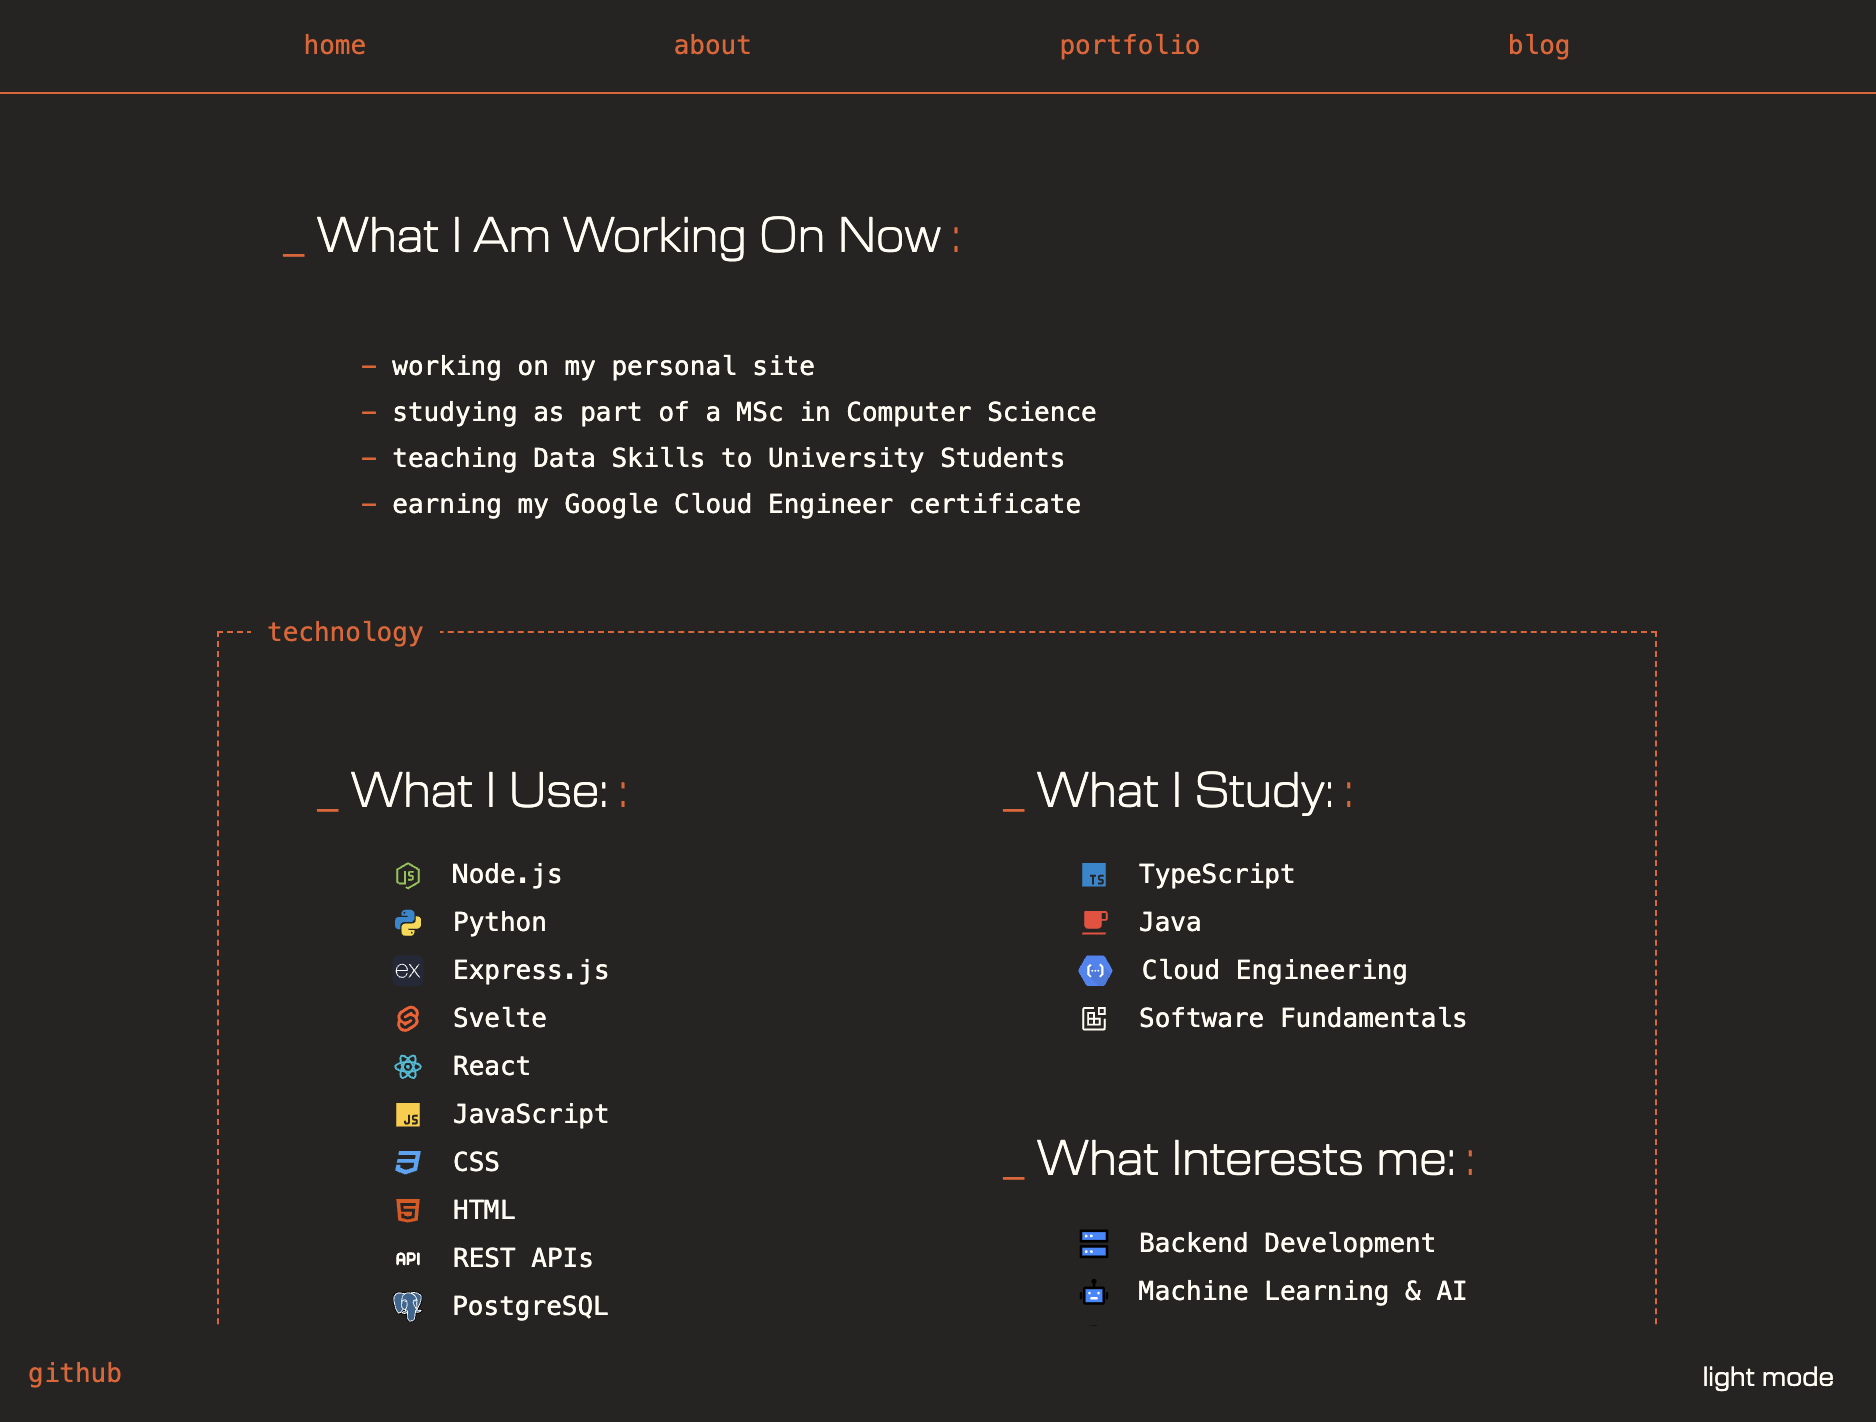 home about portfolio blog
_ What I Am Working On Now :
– working on my personal site
– studying as part of a MSc in Computer Science
– teaching Data Skills to University Students
– earning my Google Cloud Engineer certificate
technology
_ What I Use: :
JS Node.js
Python
ex Express.js
Svelte
React
JS JavaScript
CSS
HTML
API REST APIs
PostgreSQL
_ What I Study: :
TS TypeScript
Java
Cloud Engineering
Software Fundamentals
_ What Interests me: :
Backend Development
Machine Learning & AI
github
light mode